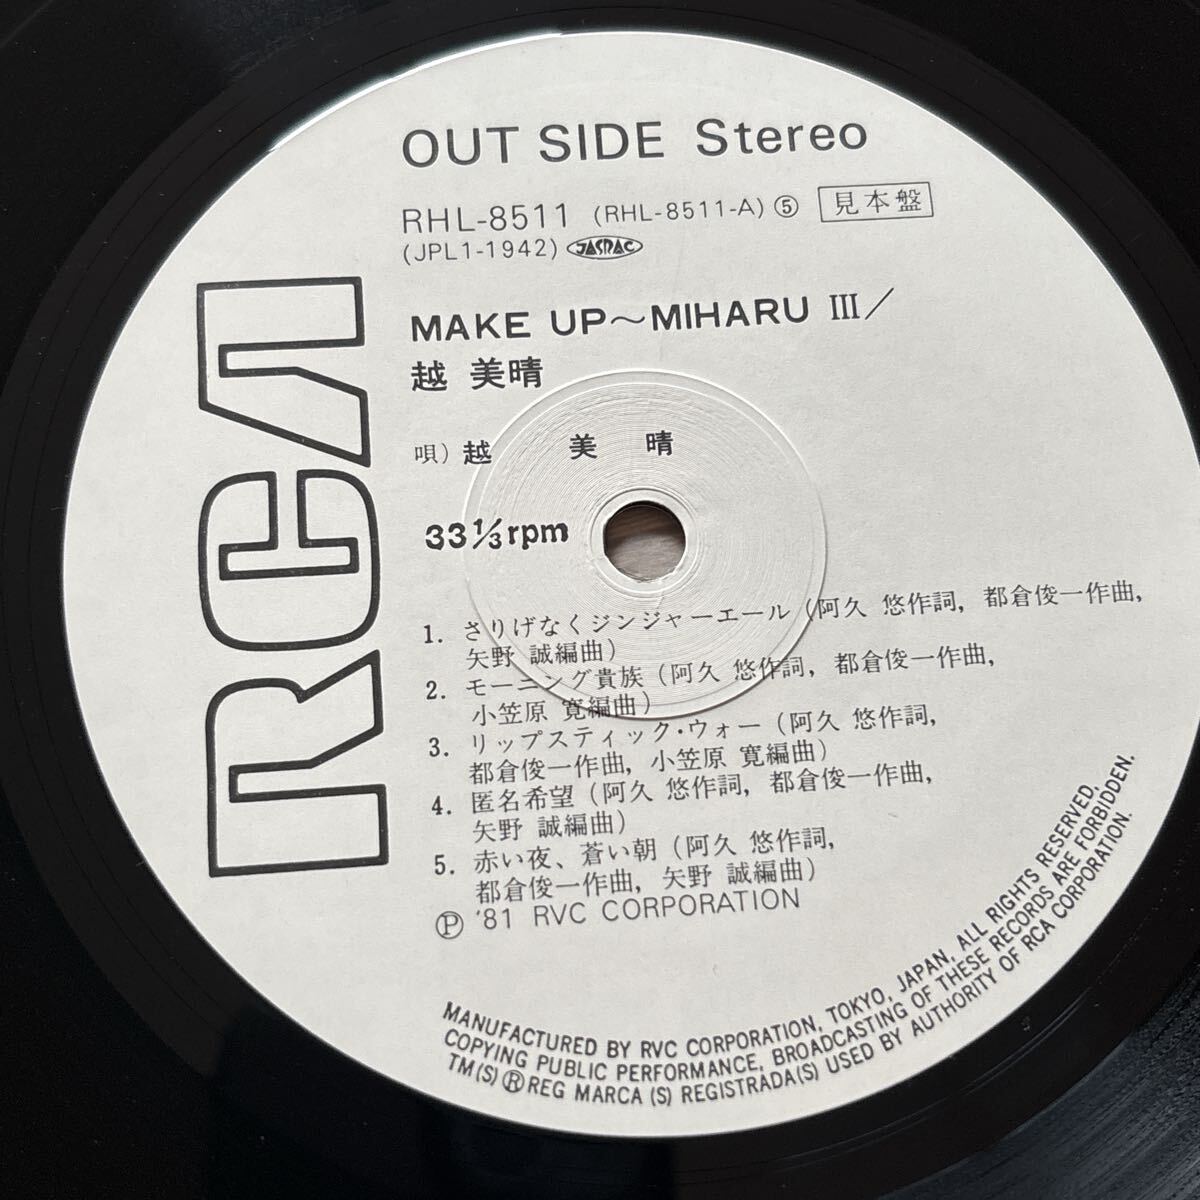 OUT SIDE Stereo
RHL-8511 (RHL-8511-A) ⑤ 見本盤
(JPL1-1942) JASRAC
RCA
MAKE UP〜MIHARU III／
越 美晴
唄) 越 美 晴
33⅓rpm
1. さりげなくジンジャーエール (阿久 悠作詞, 都倉俊一作曲,
矢野 誠編曲)
2. モーニング貴族 (阿久 悠作詞, 都倉俊一作曲,
小笠原 寛編曲)
3. リップスティック・ウォー (阿久 悠作詞,
都倉俊一作曲, 小笠原 寛編曲)
4. 匿名希望 (阿久 悠作詞, 都倉俊一作曲,
矢野 誠編曲)
5. 赤い夜、蒼い朝 (阿久 悠作詞,
都倉俊一作曲, 矢野 誠編曲)
Ⓟ '81 RVC CORPORATION
MANUFACTURED BY RVC CORPORATION, TOKYO, JAPAN, ALL RIGHTS RESERVED,
COPYING PUBLIC PERFORMANCE, BROADCASTING OF THESE RECORDS ARE FORBIDDEN.
TM(S) ® REG MARCA (S) REGISTRADA(S) USED BY AUTHORITY OF RCA CORPORATION.